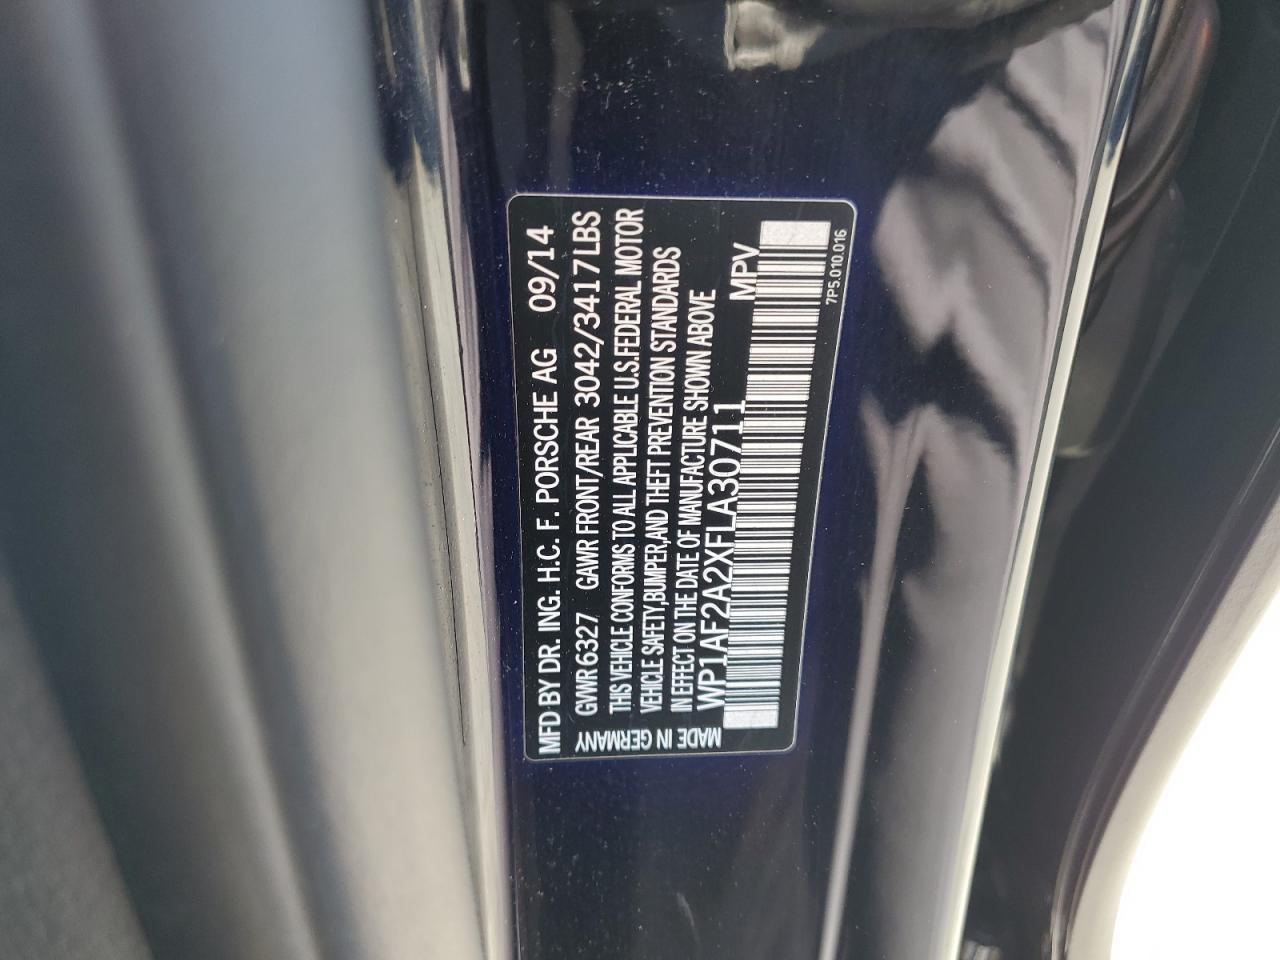 MFD BY DR. ING. H.C. F. PORSCHE AG 09/14
GVWR 6327 GAWR FRONT/REAR 3042/3417LBS
THIS VEHICLE CONFORMS TO ALL APPLICABLE U.S.FEDERAL MOTOR
VEHICLE SAFETY,BUMPER,AND THEFT PREVENTION STANDARDS
IN EFFECT ON THE DATE OF MANUFACTURE SHOWN ABOVE
WP1AF2A2XFLA30711 MPV
MADE IN GERMANY
7P5.010.016